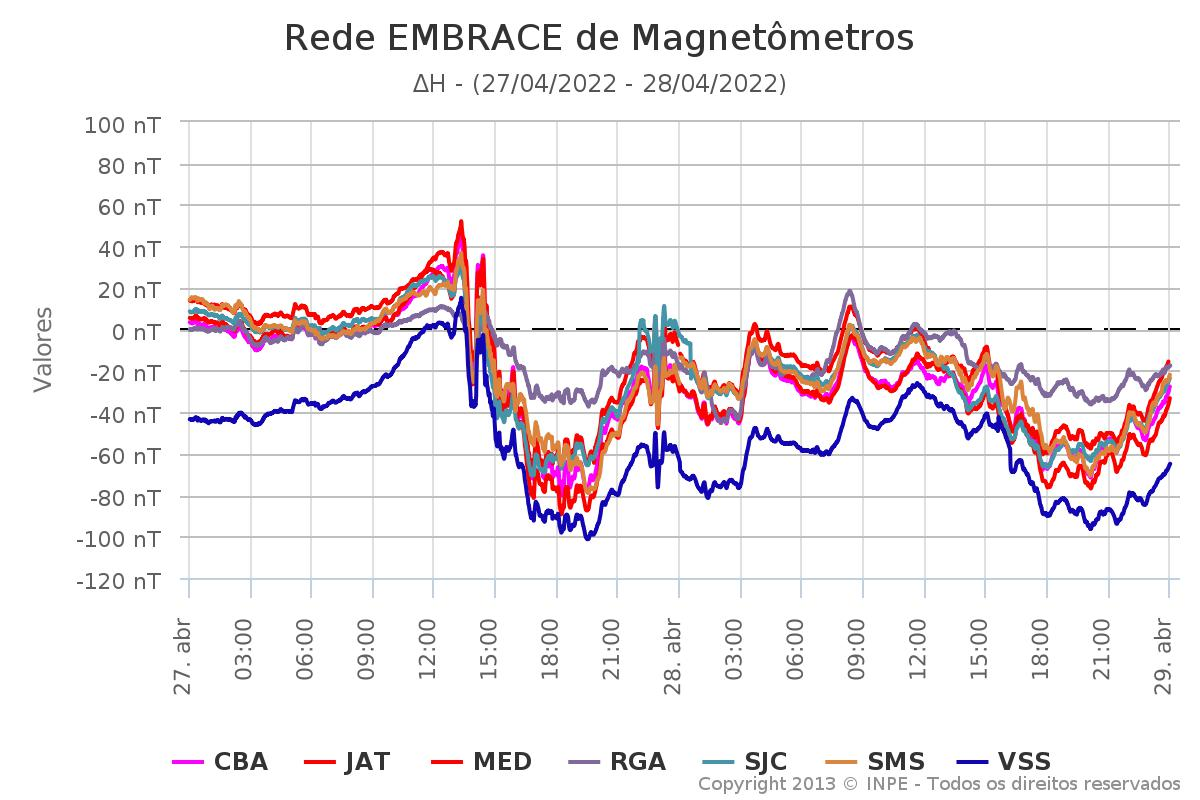 Rede EMBRACE de Magnetômetros
ΔH - (27/04/2022 - 28/04/2022)
Valores
100 nT
80 nT
60 nT
40 nT
20 nT
0 nT
-20 nT
-40 nT
-60 nT
-80 nT
-100 nT
-120 nT
27. abr 03:00 06:00 09:00 12:00 15:00 18:00 21:00 28. abr 03:00 06:00 09:00 12:00 15:00 18:00 21:00 29. abr
CBA JAT MED RGA SJC SMS VSS
Copyright 2013 © INPE - Todos os direitos reservados